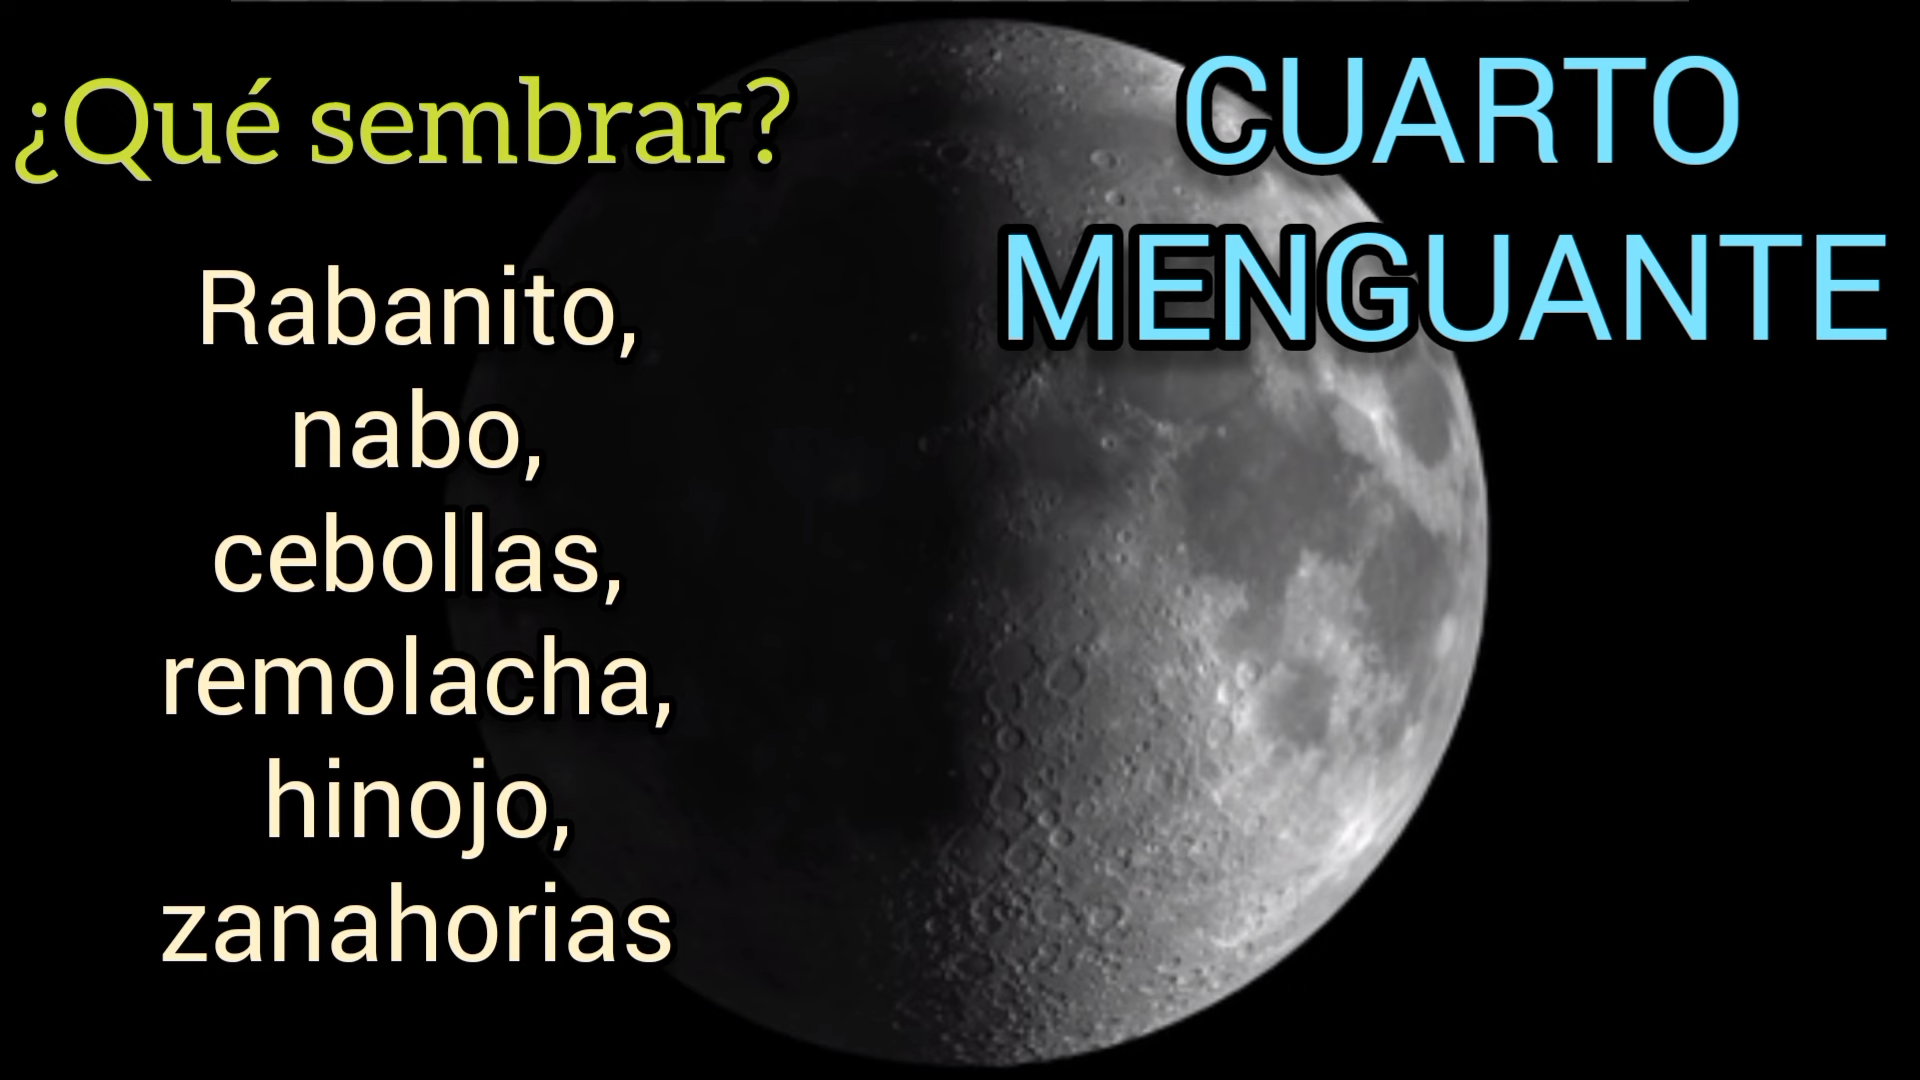 ¿Qué sembrar?
Rabanito,
nabo,
cebollas,
remolacha,
hinojo,
zanahorias
CUARTO
MENGUANTE